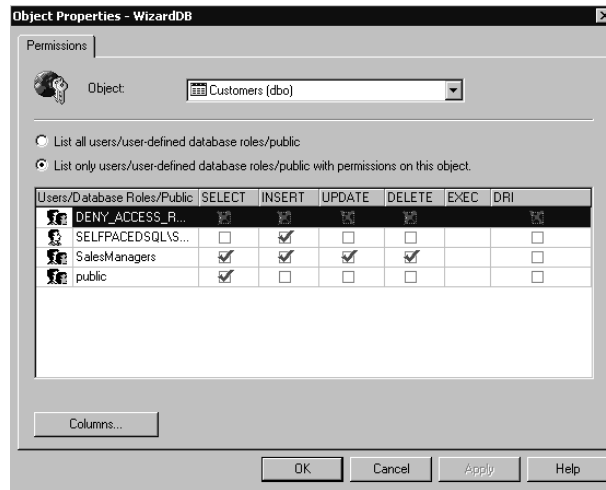 Object Properties - WizardDB
Permissions
Object: Customers (dbo)
List all users/user-defined database roles/public
List only users/user-defined database roles/public with permissions on this object.
Users/Database Roles/Public SELECT INSERT UPDATE DELETE EXEC DRI
DENY_ACCESS_R...
SELFPACEDSQL\S...
SalesManagers
public
Columns...
OK Cancel Apply Help